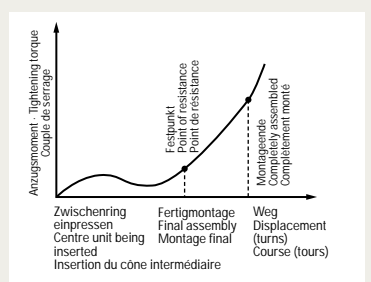 Anzugsmoment · Tightening torque
Couple de serrage
Festpunkt
Point of resistance
Point de résistance
Montageende
Completely assembled
Complètement monté
Zwischenring
einpressen
Centre unit being
inserted
Insertion du cône intermédiaire
Fertigmontage
Final assembly
Montage final
Weg
Displacement
(turns)
Course (tours)